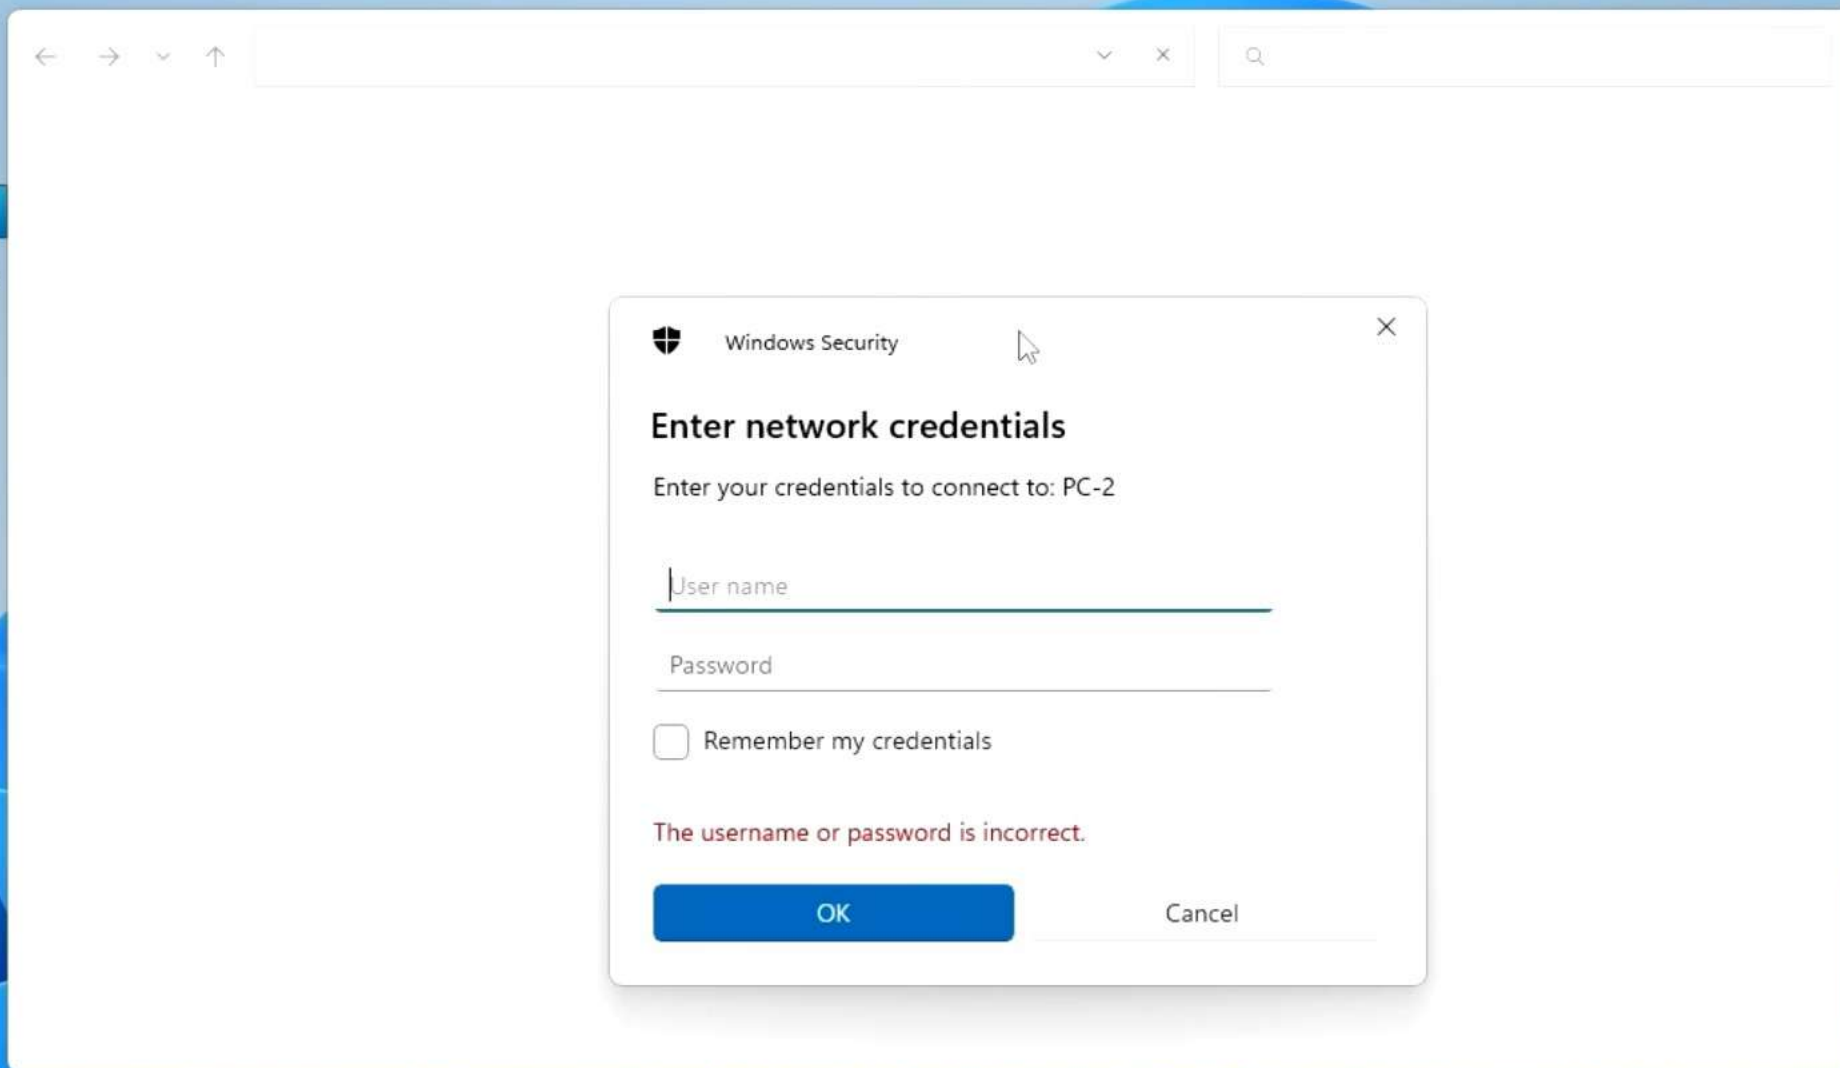 Windows Security
Enter network credentials
Enter your credentials to connect to: PC-2
User name
Password
Remember my credentials
The username or password is incorrect.
OK
Cancel